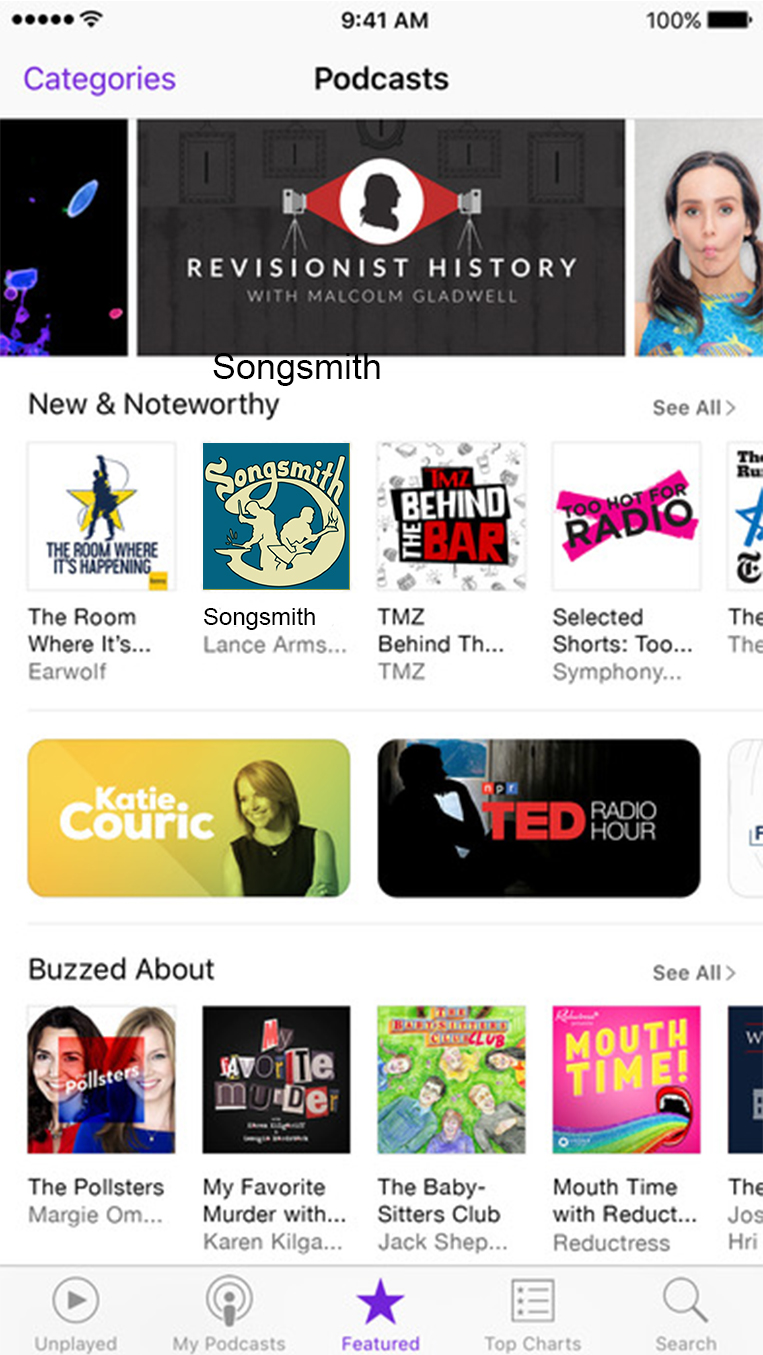 9:41 AM
100%
Categories
Podcasts
REVISIONIST HISTORY
WITH MALCOLM GLADWELL
Songsmith
New & Noteworthy
See All >
THE ROOM WHERE
IT'S HAPPENING
Songsmith
TMZ
BEHIND
THE BAR
TOO HOT FOR
RADIO
The
Ru
The Room
Where It's...
Earwolf
Songsmith
Lance Arms...
TMZ
Behind Th...
TMZ
Selected
Shorts: Too...
Symphony...
The
The
Katie
Couric
npr
TED RADIO
HOUR
F
Buzzed About
See All >
Pollsters
My
FAVORITE
MURDER
THE
BABY-SITTERS
CLUB CLUB
Reductress
MOUTH
TIME!
W
The Pollsters
Margie Om...
My Favorite
Murder with...
Karen Kilga...
The Baby-
Sitters Club
Jack Shep...
Mouth Time
with Reduct...
Reductress
The
Jos
Hri
Unplayed
My Podcasts
Featured
Top Charts
Search